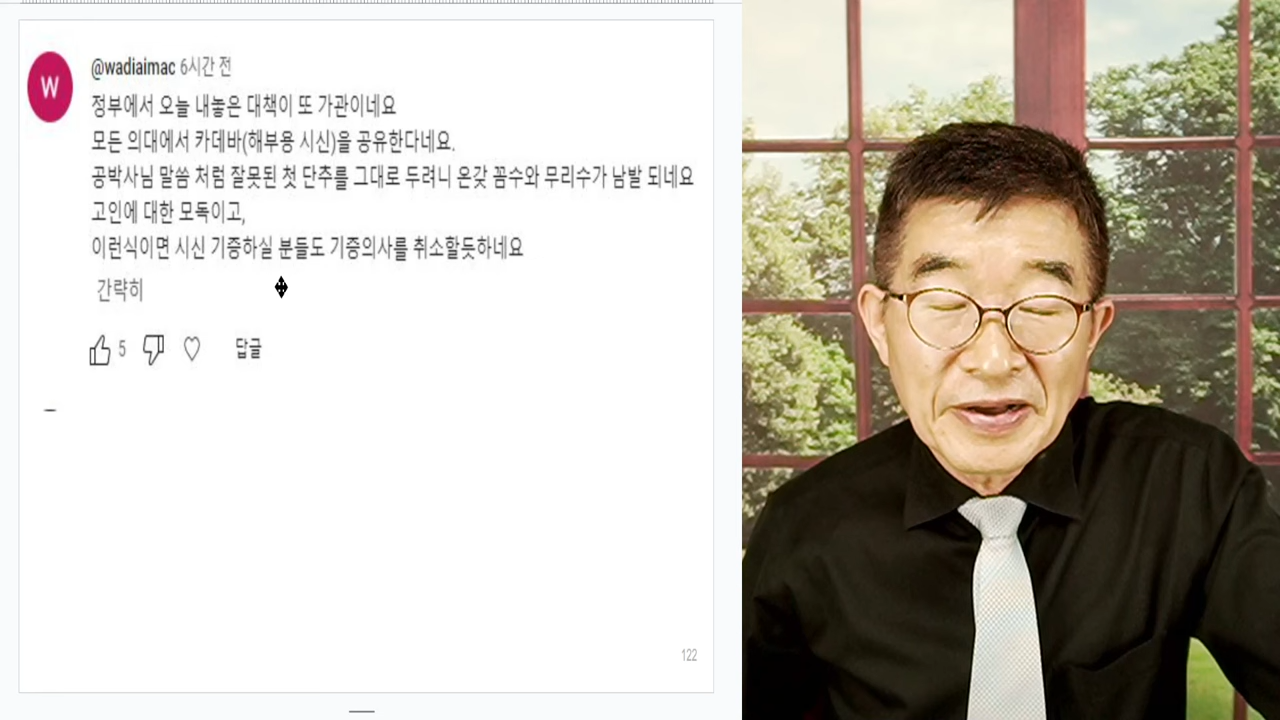 @wadiaimac 6시간 전
W
정부에서 오늘 내놓은 대책이 또 가관이네요
모든 의대에서 카데바(해부용 시신)을 공유한다네요.
공박사님 말씀 처럼 잘못된 첫 단추를 그대로 두려니 온갖 꼼수와 무리수가 남발 되네요
고인에 대한 모독이고,
이런식이면 시신 기증하실 분들도 기증의사를 취소할듯하네요
간략히
5 답글
122